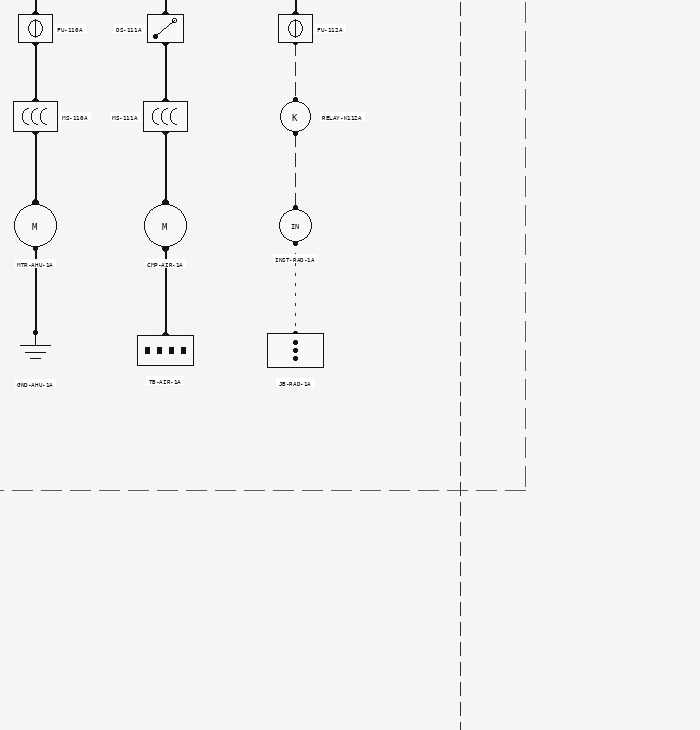 FU-110A
DS-111A
FU-112A
MS-110A
MS-111A
K
RELAY-K112A
M
M
IN
MTR-AHU-1A
CMP-AIR-1A
INST-RAD-1A
GND-AHU-1A
TB-AIR-1A
JB-RAD-1A